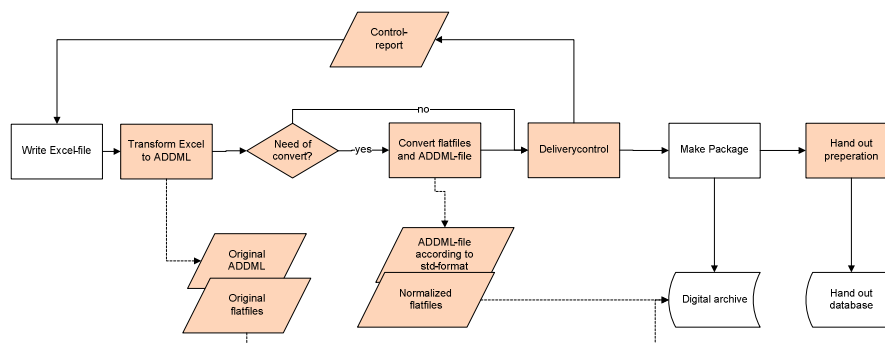 Control-
report
no
Write Excel-file
Transform Excel
to ADDML
Need of
convert?
yes
Convert flatfiles
and ADDML-file
Deliverycontrol
Make Package
Hand out
preperation
Original
ADDML
Original
flatfiles
ADDML-file
according to
std-format
Normalized
flatfiles
Digital archive
Hand out
database